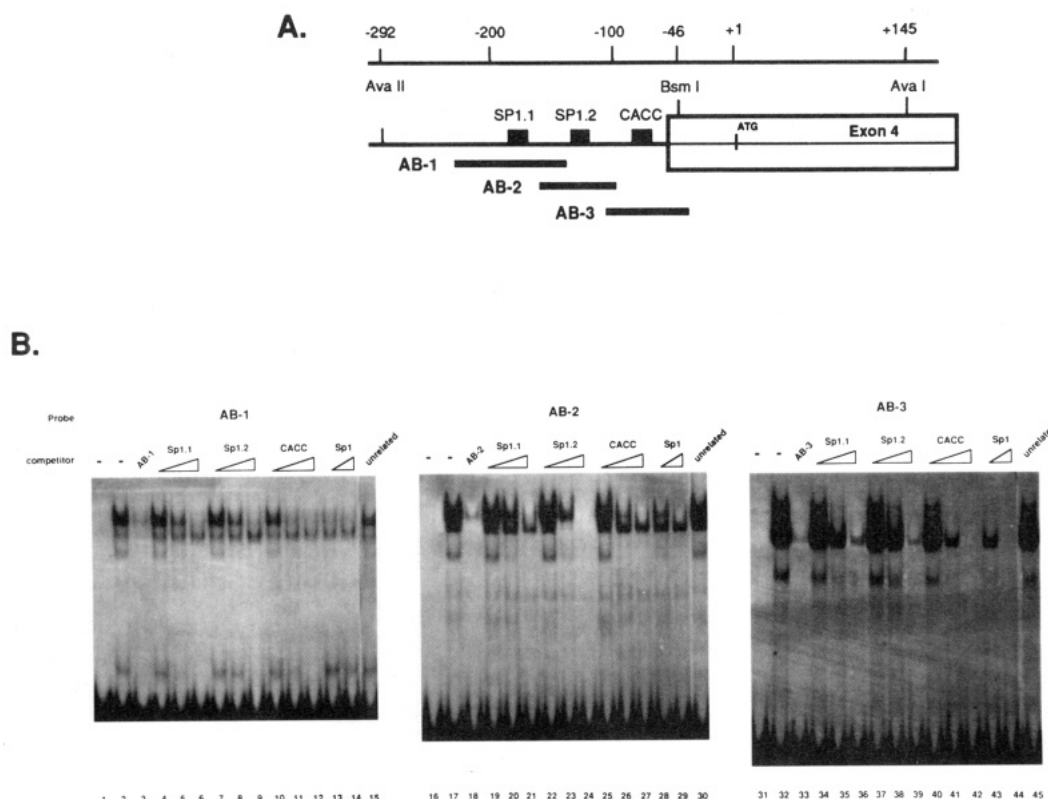 A.
-292 -200 -100 -46 +1 +145
Ava II Bsm I Ava I
SP1.1 SP1.2 CACC ATG Exon 4
AB-1
AB-2
AB-3
B.
Probe AB-1 AB-2 AB-3
competitor - - AB-1 Sp1.1 Sp1.2 CACC Sp1 unrelated - - AB-2 Sp1.1 Sp1.2 CACC Sp1 unrelated - - AB-3 Sp1.1 Sp1.2 CACC Sp1 unrelated
1 2 3 4 5 6 7 8 9 10 11 12 13 14 15 16 17 18 19 20 21 22 23 24 25 26 27 28 29 30 31 32 33 34 35 36 37 38 39 40 41 42 43 44 45